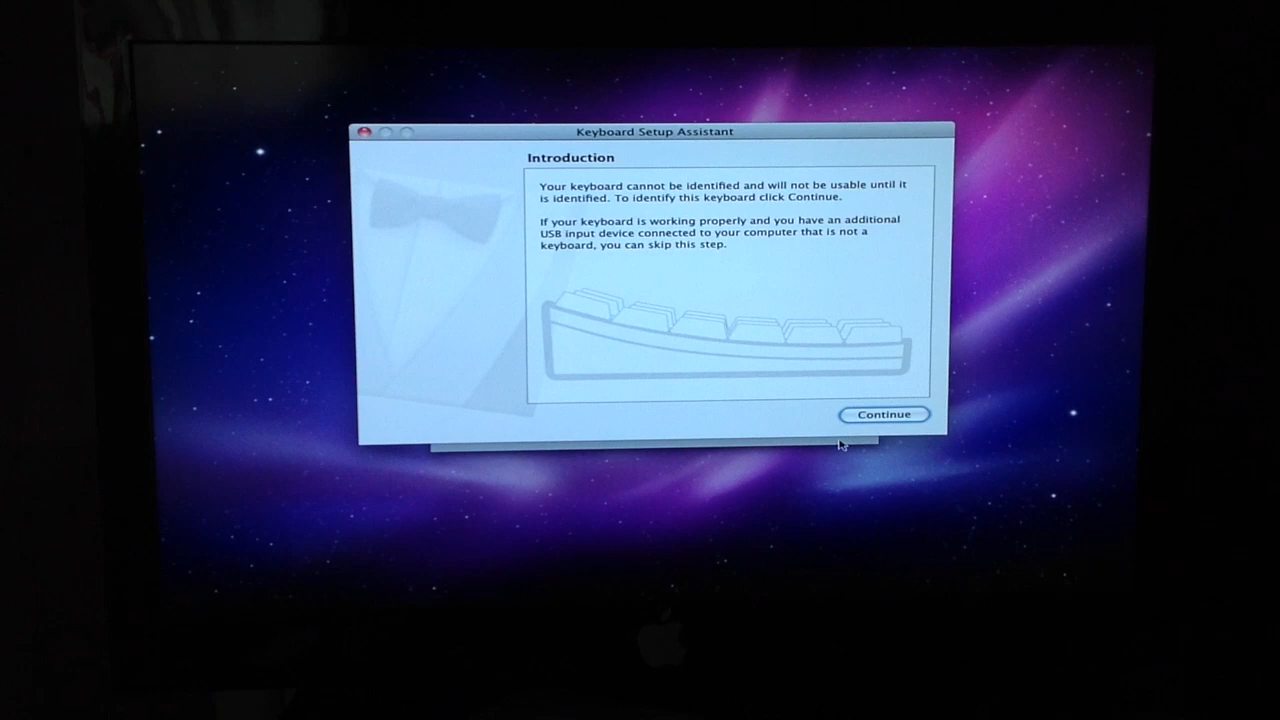 Keyboard Setup Assistant
Introduction
Your keyboard cannot be identified and will not be usable until it
is identified. To identify this keyboard click Continue.
If your keyboard is working properly and you have an additional
USB input device connected to your computer that is not a
keyboard, you can skip this step.
Continue